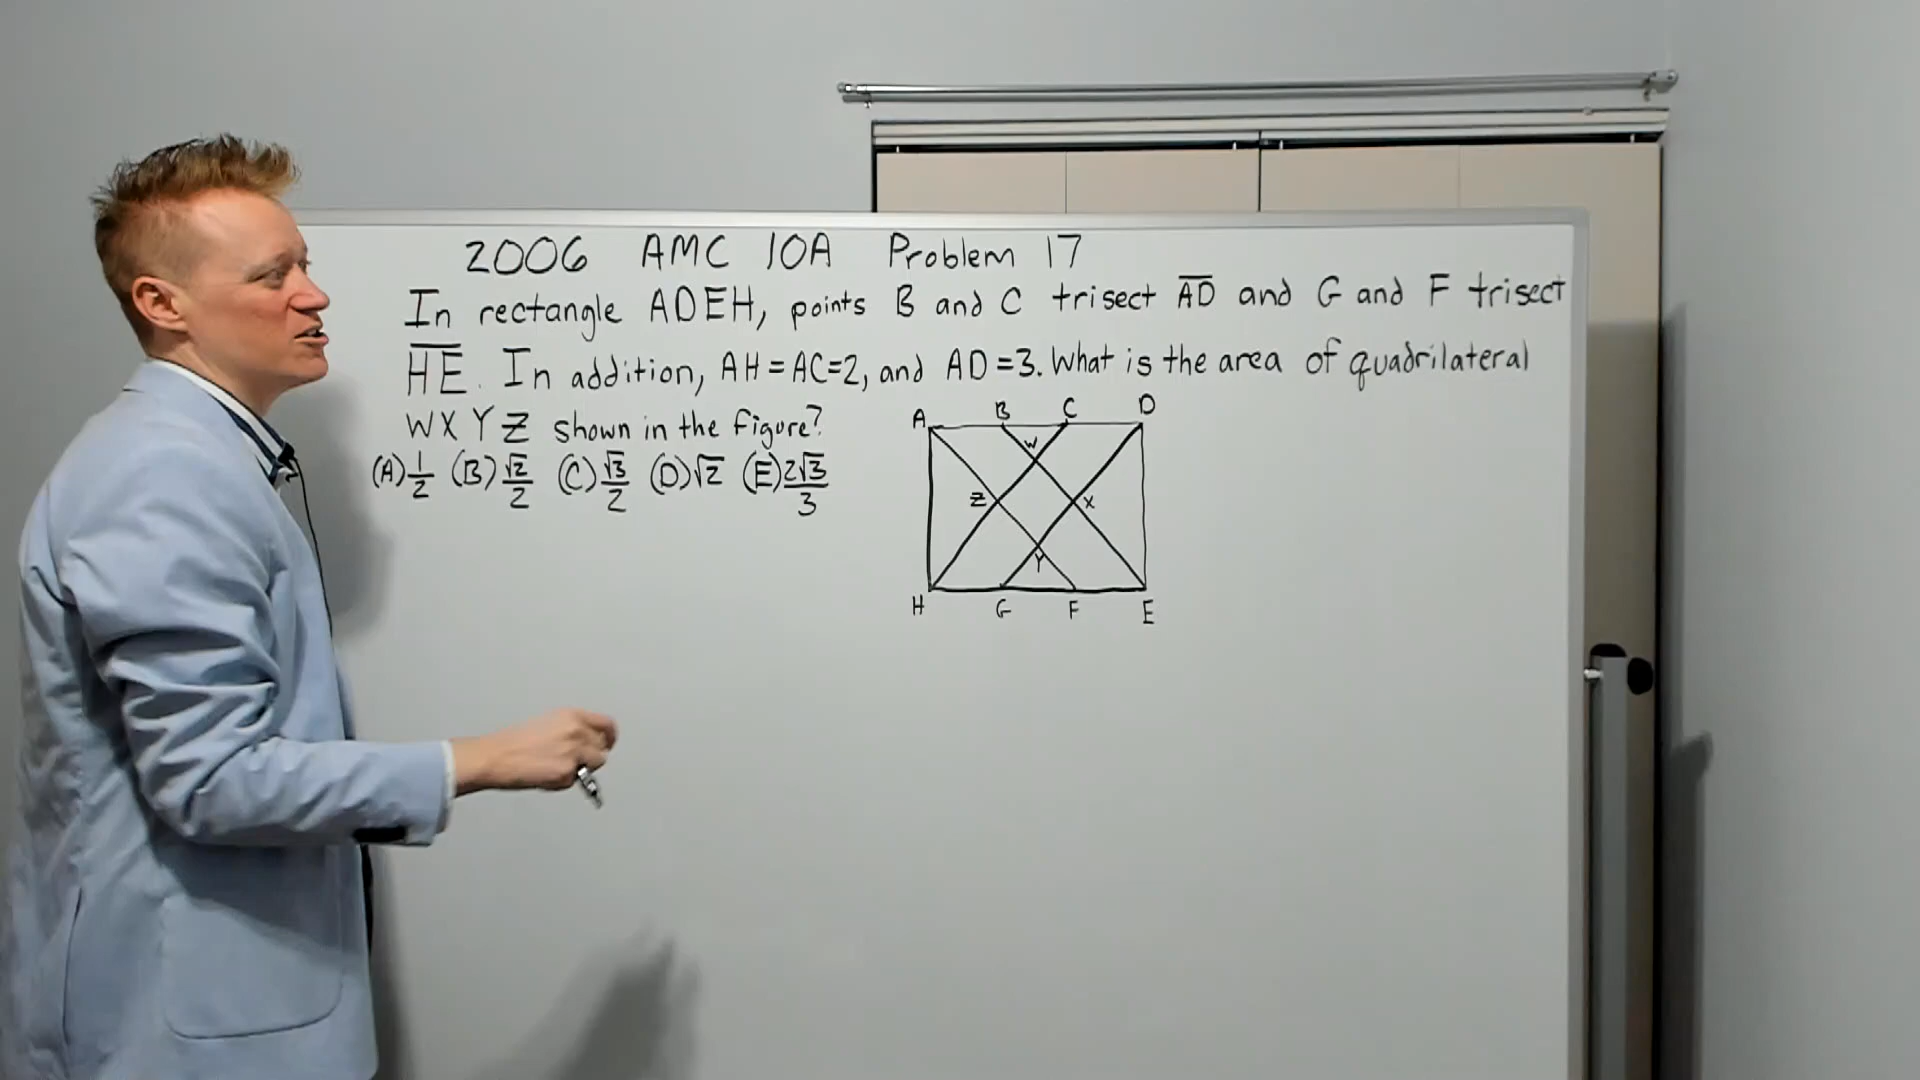 2006 AMC 10A Problem 17
In rectangle ADEH, points B and C trisect A̅D̅ and G and F trisect
H̅E̅. In addition, AH=AC=2, and AD=3. What is the area of quadrilateral
WXYZ shown in the figure?
(A) 1/2 (B) √2/2 (C) √3/2 (D) √2 (E) 2√3/3
A B C D
W
Z X
Y
H G F E